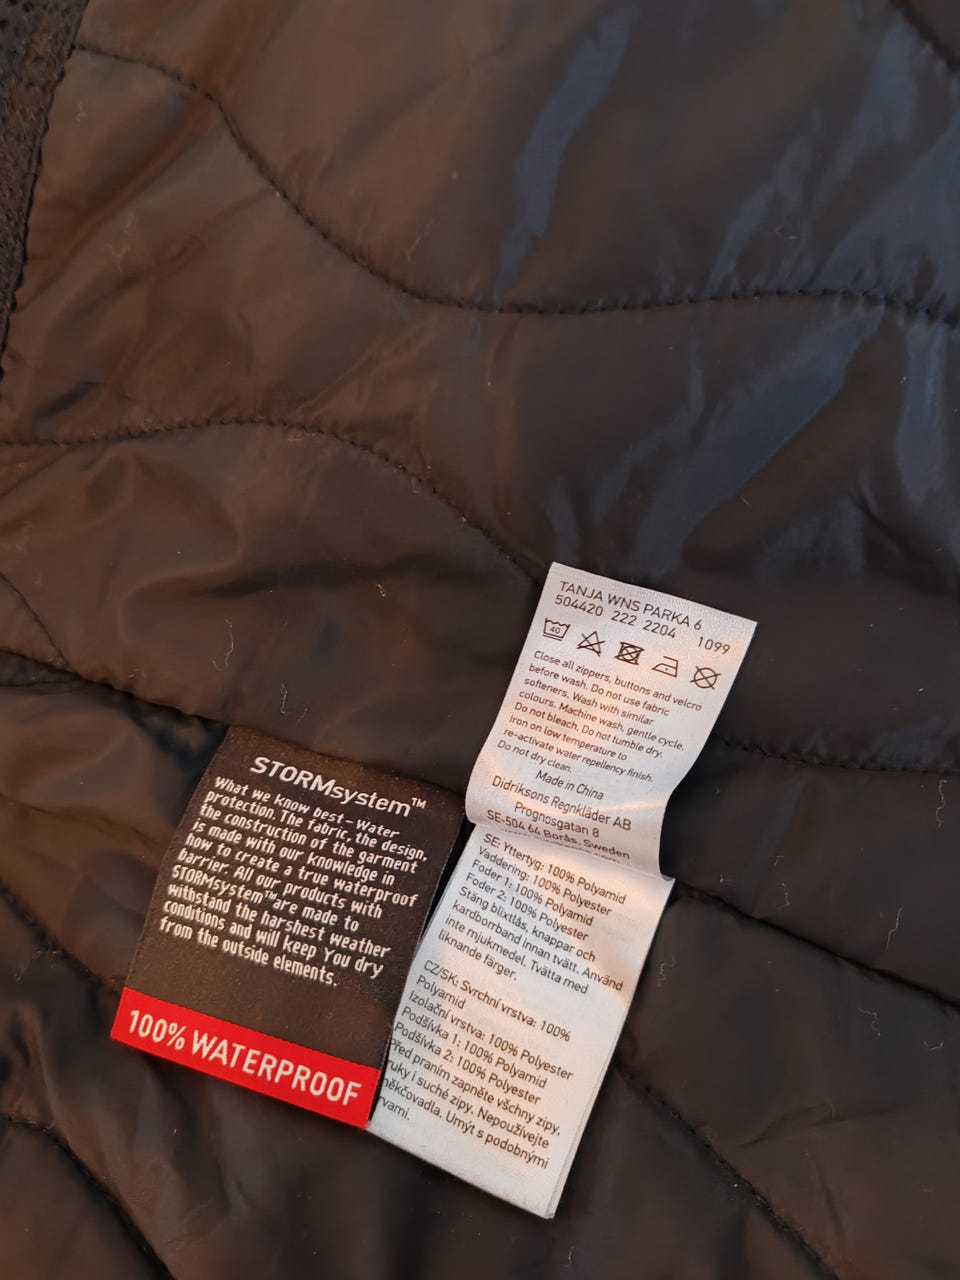 STORMsystem™
What we know best – Water
protection. The fabric, the design,
the construction of the garment
is made with our knowledge in
how to create a true waterproof
barrier. All our products with
STORMsystem™ are made to
withstand the harshest weather
conditions and will keep You dry
from the outside elements.
100% WATERPROOF
TANJA WNS PARKA 6
504420 222 2204 1099
40
Close all zippers, buttons and velcro
before wash. Do not use fabric
softeners. Wash with similar
colours. Machine wash, gentle cycle.
Do not bleach. Do not tumble dry.
Iron on low temperature to
re-activate water repellency finish.
Do not dry clean.
Made in China
Didriksons Regnkläder AB
Prognosgatan 8
SE-504 64 Borås, Sweden
SE: Yttertyg: 100% Polyamid
Vaddering: 100% Polyester
Foder 1: 100% Polyamid
Foder 2: 100% Polyester
Stäng blixtlås, knappar och
kardborrband innan tvätt. Använd
inte mjukmedel. Tvätta med
liknande färger.
CZ/SK: Svrchní vrstva: 100%
Polyamid
Izolační vrstva: 100% Polyester
Podšívka 1: 100% Polyamid
Podšívka 2: 100% Polyester
Před praním zapněte všchny zipy,
ruky i suché zipy. Nepoužívejte
měkčovadla. Umýt s podobnými
rvami.